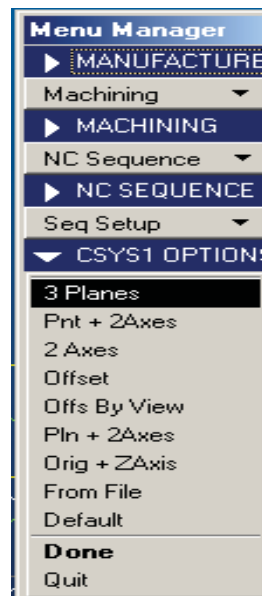 Menu Manager
MANUFACTURE
Machining
MACHINING
NC Sequence
NC SEQUENCE
Seq Setup
CSYS1 OPTIONS
3 Planes
Pnt + 2Axes
2 Axes
Offset
Offs By View
Pln + 2Axes
Orig + ZAxis
From File
Default
Done
Quit